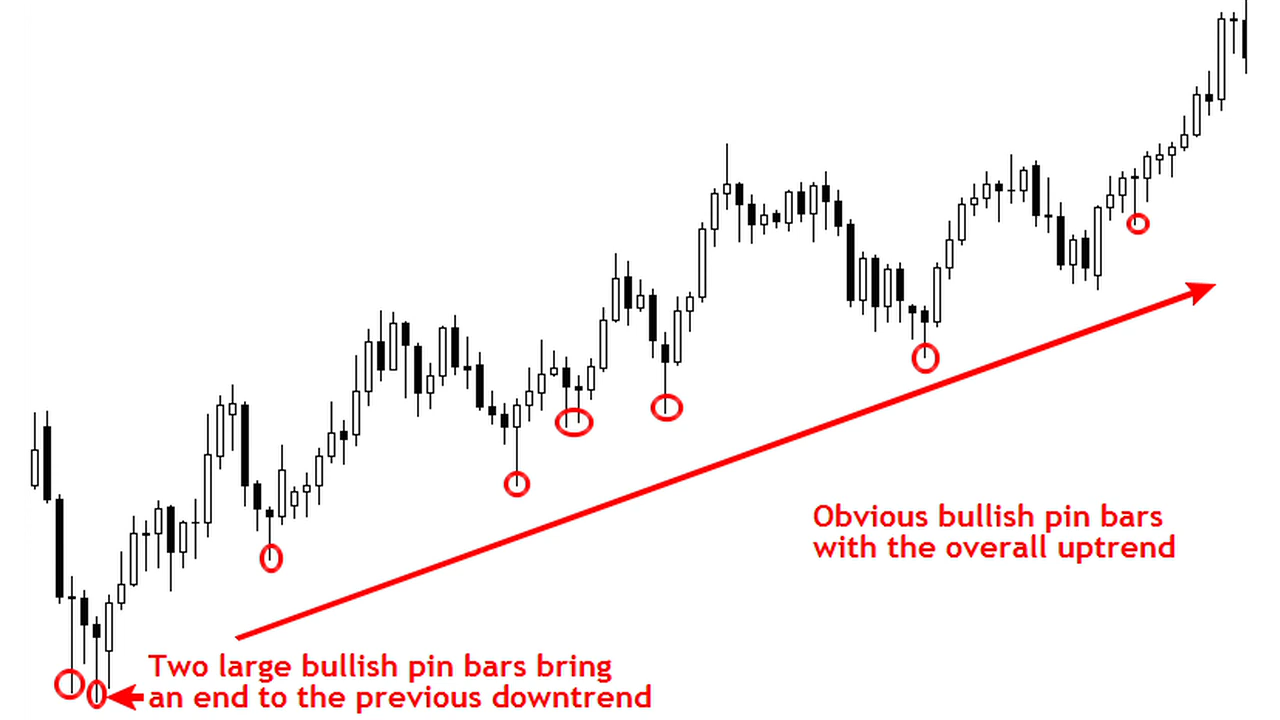 Obvious bullish pin bars
with the overall uptrend
Two large bullish pin bars bring
an end to the previous downtrend